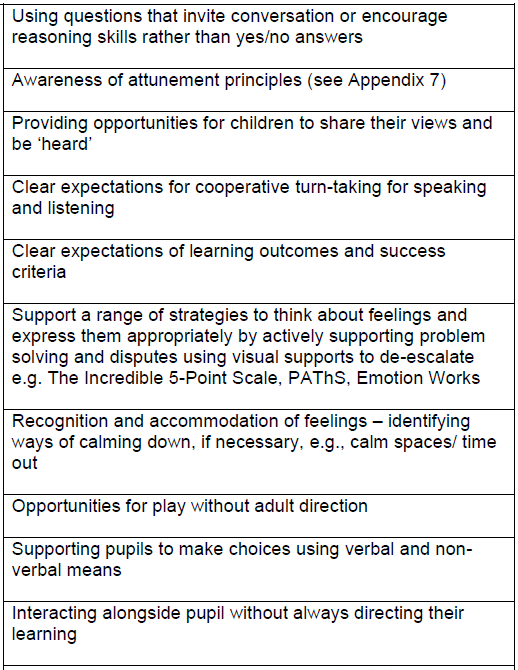 Using questions that invite conversation or encourage
reasoning skills rather than yes/no answers
Awareness of attunement principles (see Appendix 7)
Providing opportunities for children to share their views and
be ‘heard’
Clear expectations for cooperative turn-taking for speaking
and listening
Clear expectations of learning outcomes and success
criteria
Support a range of strategies to think about feelings and
express them appropriately by actively supporting problem
solving and disputes using visual supports to de-escalate
e.g. The Incredible 5-Point Scale, PAThS, Emotion Works
Recognition and accommodation of feelings – identifying
ways of calming down, if necessary, e.g., calm spaces/ time
out
Opportunities for play without adult direction
Supporting pupils to make choices using verbal and non-
verbal means
Interacting alongside pupil without always directing their
learning